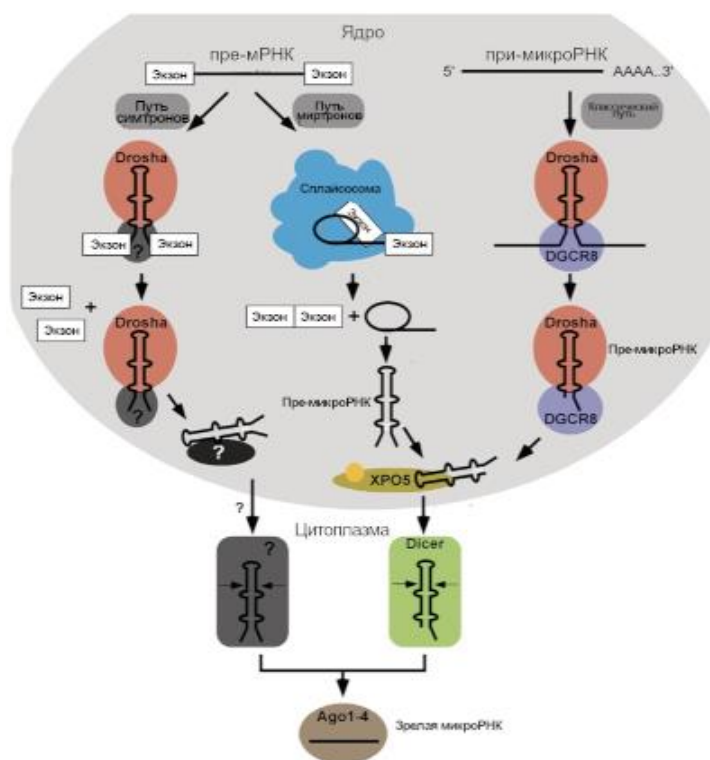 Ядро
пре-мРНК
Экзон
Экзон
при-микроРНК
5'
АААА..3'
Путь
симтронов
Путь
миртронов
Классический
путь
Drosha
Сплайсосома
Экзон
Экзон
Drosha
Экзон
?
Экзон
DGCR8
Экзон
+
Экзон
Drosha
?
Экзон
Экзон
+
Drosha
Пре-микроРНК
DGCR8
Пре-микроРНК
?
XPO5
?
Цитоплазма
?
Dicer
Ago1-4
Зрелая микроРНК